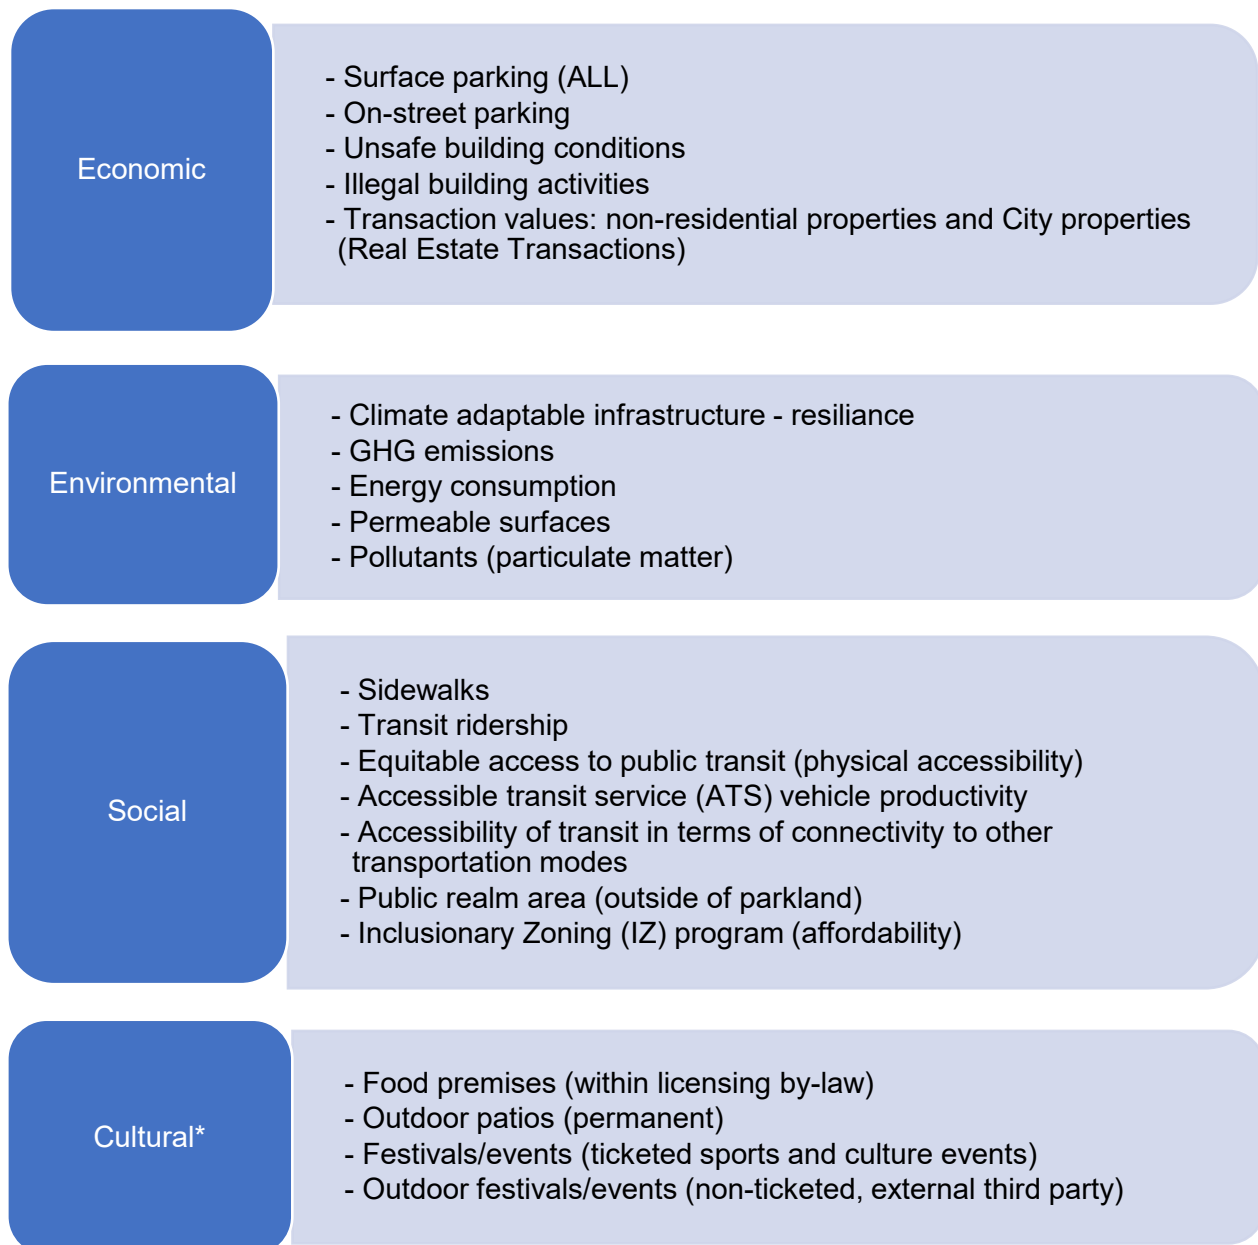 Economic
- Surface parking (ALL)
- On-street parking
- Unsafe building conditions
- Illegal building activities
- Transaction values: non-residential properties and City properties
(Real Estate Transactions)
Environmental
- Climate adaptable infrastructure - resiliance
- GHG emissions
- Energy consumption
- Permeable surfaces
- Pollutants (particulate matter)
Social
- Sidewalks
- Transit ridership
- Equitable access to public transit (physical accessibility)
- Accessible transit service (ATS) vehicle productivity
- Accessibility of transit in terms of connectivity to other
transportation modes
- Public realm area (outside of parkland)
- Inclusionary Zoning (IZ) program (affordability)
Cultural*
- Food premises (within licensing by-law)
- Outdoor patios (permanent)
- Festivals/events (ticketed sports and culture events)
- Outdoor festivals/events (non-ticketed, external third party)